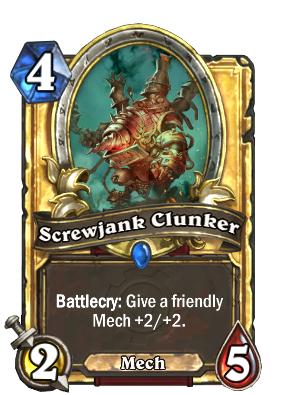 4
Screwjank Clunker
Battlecry: Give a friendly
Mech +2/+2.
2
Mech
5